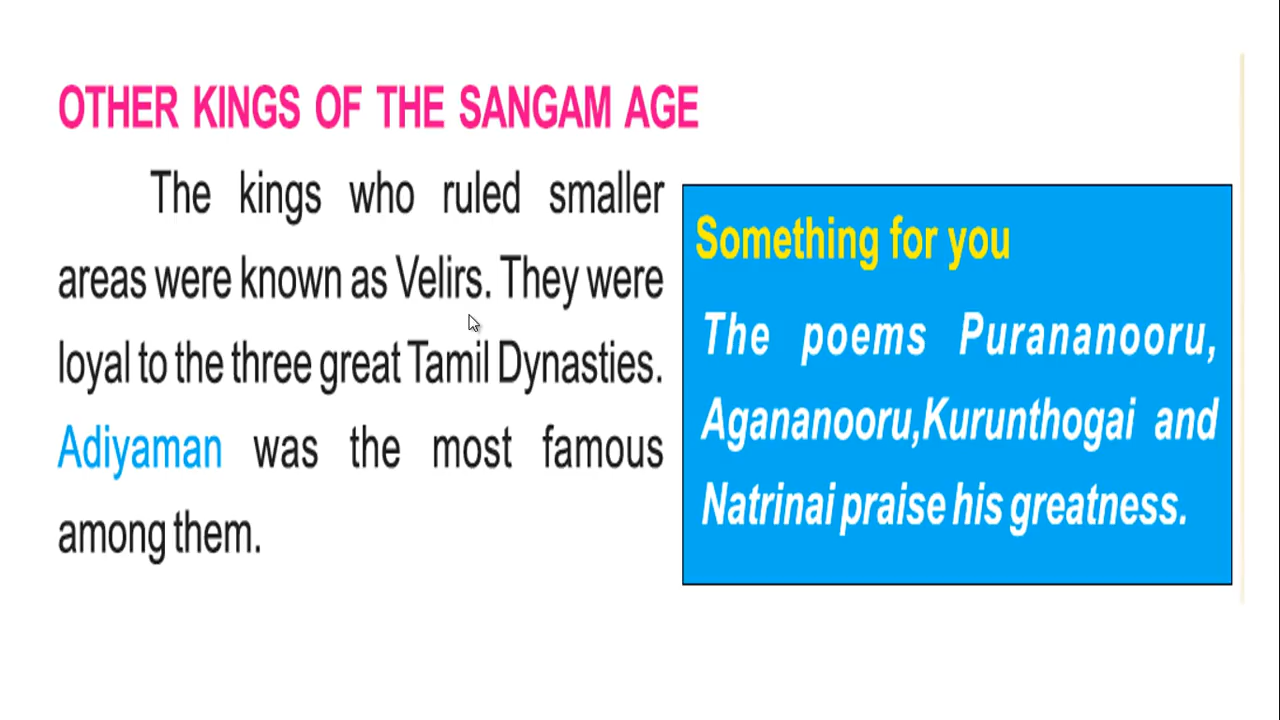 OTHER KINGS OF THE SANGAM AGE
The kings who ruled smaller
areas were known as Velirs. They were
loyal to the three great Tamil Dynasties.
Adiyaman was the most famous
among them.
Something for you
The poems Purananooru,
Agananooru,Kurunthogai and
Natrinai praise his greatness.